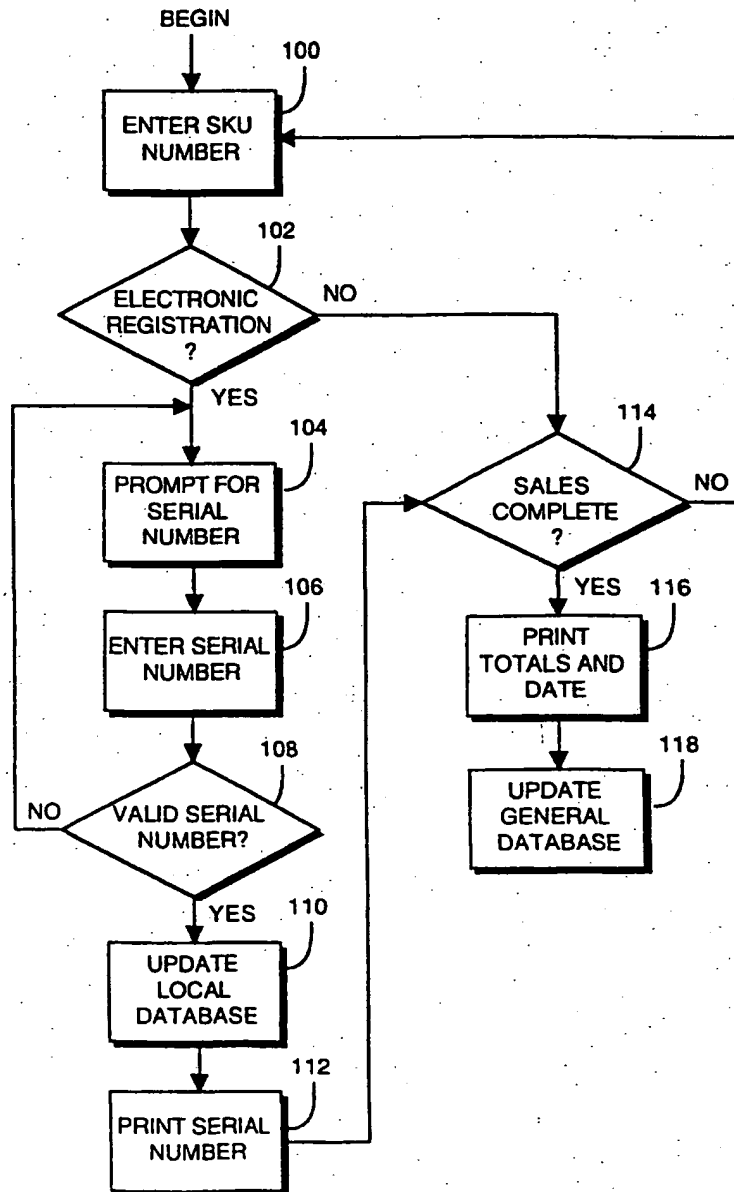 BEGIN
100
ENTER SKU
NUMBER
102
ELECTRONIC
REGISTRATION
?
NO
YES
104
PROMPT FOR
SERIAL
NUMBER
106
ENTER SERIAL
NUMBER
108
VALID SERIAL
NUMBER?
NO
YES
110
UPDATE
LOCAL
DATABASE
112
PRINT SERIAL
NUMBER
114
SALES
COMPLETE
?
NO
YES
116
PRINT
TOTALS AND
DATE
118
UPDATE
GENERAL
DATABASE